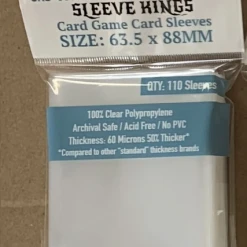 SLEEVE KINGS
Card Game Card Sleeves
SIZE: 63.5 x 88MM
QTY: 110 Sleeves
100% Clear Polypropylene
Archival Safe / Acid Free / No PVC
Thickness: 60 Microns 50% Thicker*
*Compared to other "standard" thickness brands